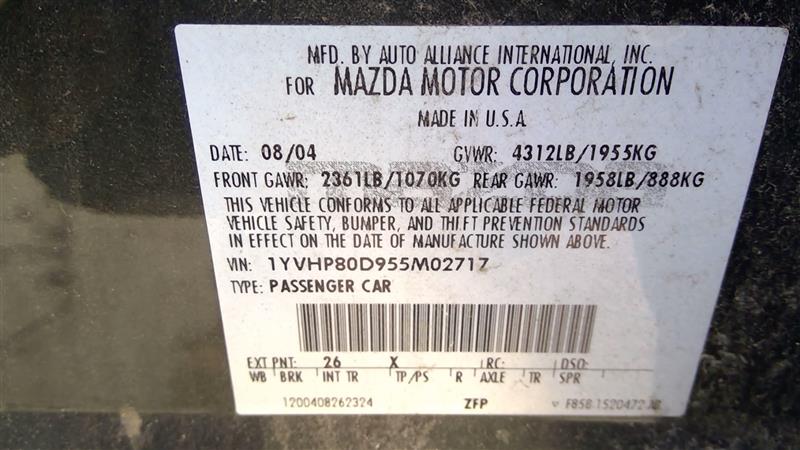 MFD. BY AUTO ALLIANCE INTERNATIONAL, INC.
FOR MAZDA MOTOR CORPORATION
MADE IN U.S.A
DATE: 08/04 GVWR: 4312LB/1955KG
FRONT GAWR: 2361LB/1070KG REAR GAWR: 1958LB/888KG
THIS VEHICLE CONFORMS TO ALL APPLICABLE FEDERAL MOTOR
VEHICLE SAFETY, BUMPER, AND THEFT PREVENTION STANDARDS
IN EFFECT ON THE DATE OF MANUFACTURE SHOWN ABOVE.
VIN: 1YVHP80D955M02717
TYPE: PASSENGER CAR
EXT PNT: 26 X RC: DSO:
WB BRK INT TR TP/PS R AXLE TR SPR
1200408262324 ZFP